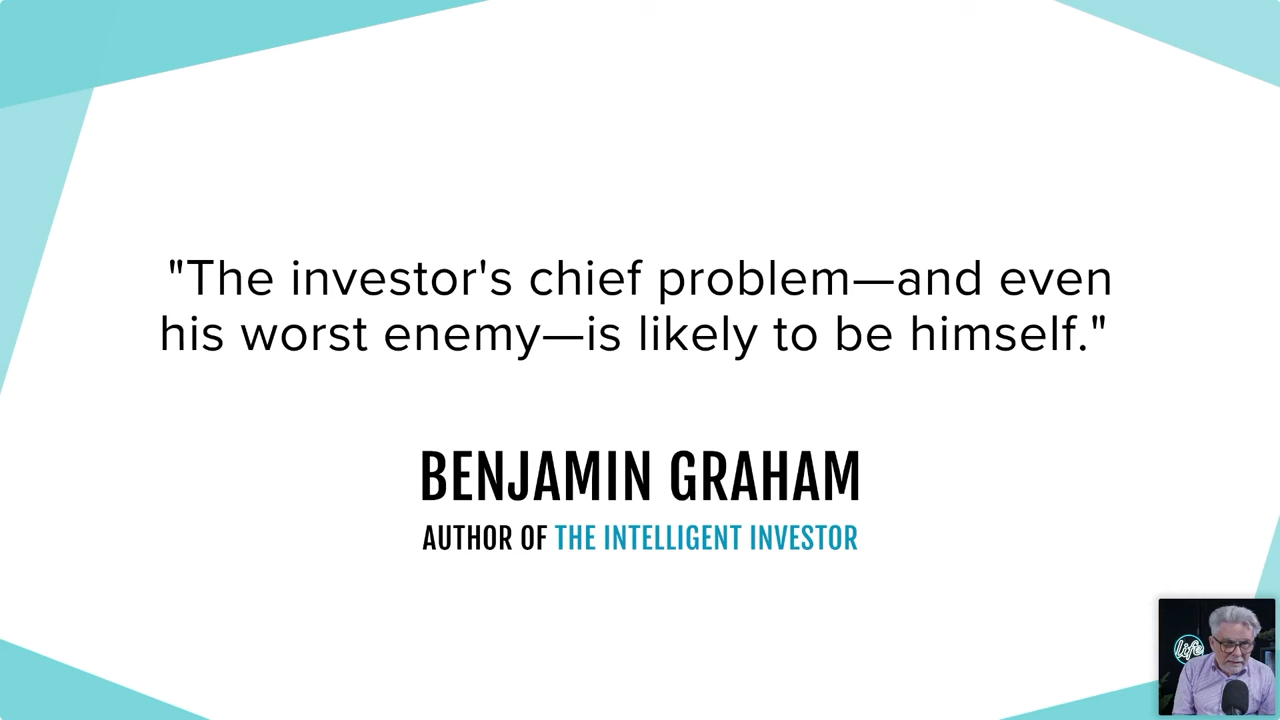 "The investor's chief problem—and even
his worst enemy—is likely to be himself."
BENJAMIN GRAHAM
AUTHOR OF THE INTELLIGENT INVESTOR
life